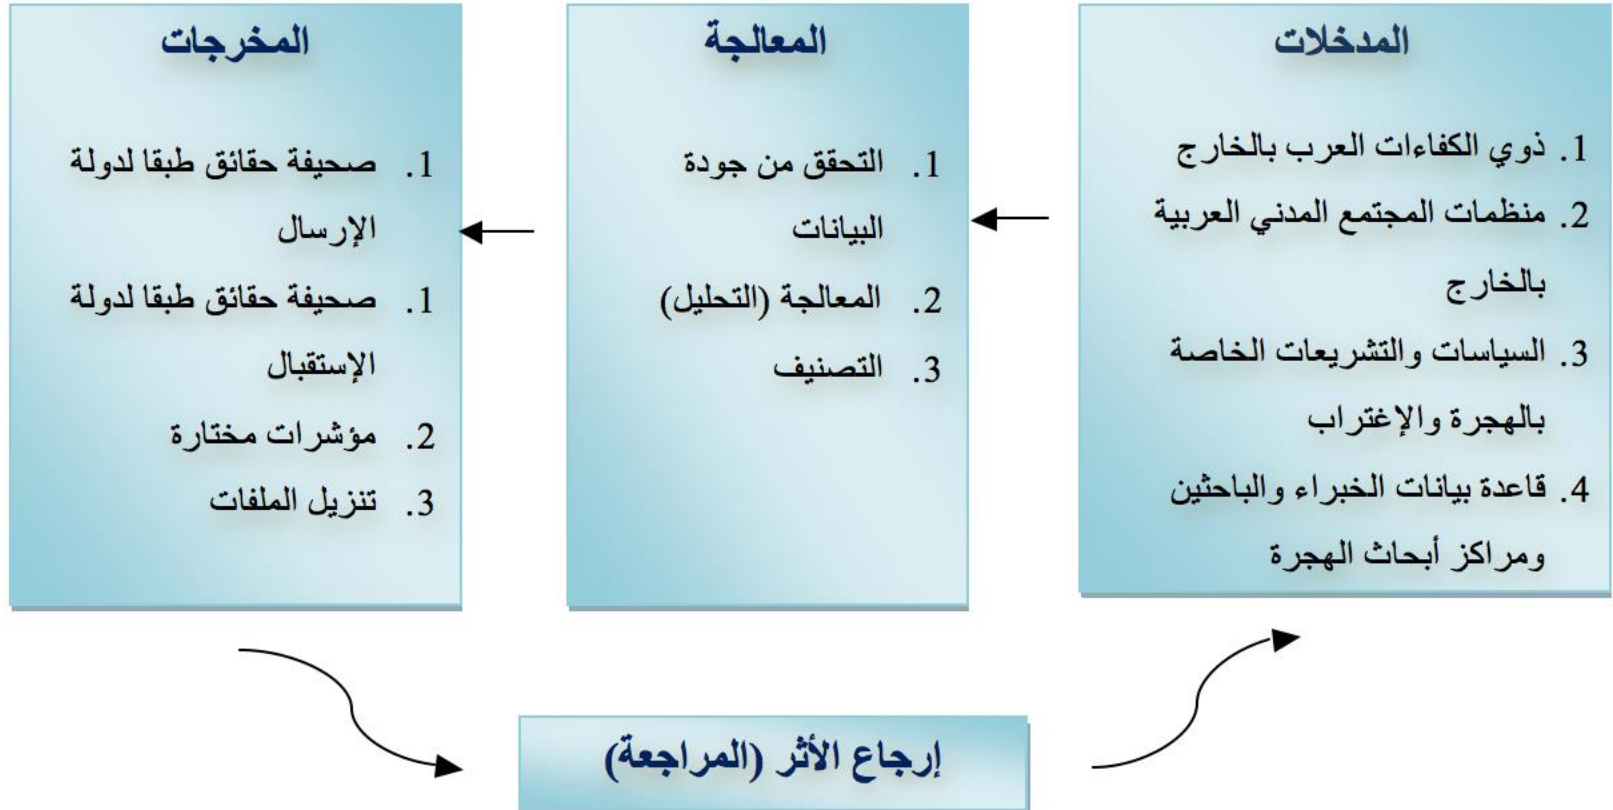 المدخلات
1. ذوي الكفاءات العرب بالخارج
2. منظمات المجتمع المدني العربية
بالخارج
3. السياسات والتشريعات الخاصة
بالهجرة والإغتراب
4. قاعدة بيانات الخبراء والباحثين
ومراكز أبحاث الهجرة
المعالجة
1. التحقق من جودة
البيانات
2. المعالجة (التحليل)
3. التصنيف
المخرجات
1. صحيفة حقائق طبقا لدولة
الإرسال
1. صحيفة حقائق طبقا لدولة
الإستقبال
2. مؤشرات مختارة
3. تنزيل الملفات
إرجاع الأثر (المراجعة)